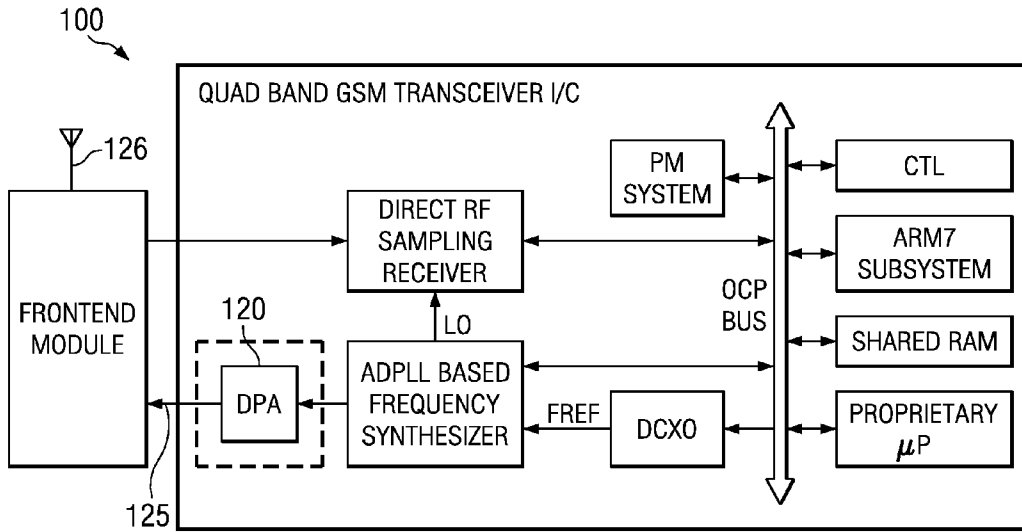 100
QUAD BAND GSM TRANSCEIVER I/C
126
PM
SYSTEM
CTL
DIRECT RF
SAMPLING
RECEIVER
ARM7
SUBSYSTEM
FRONTEND
MODULE
120
LO
OCP
BUS
SHARED RAM
DPA
ADPLL BASED
FREQUENCY
SYNTHESIZER
FREF
DCXO
PROPRIETARY
μP
125